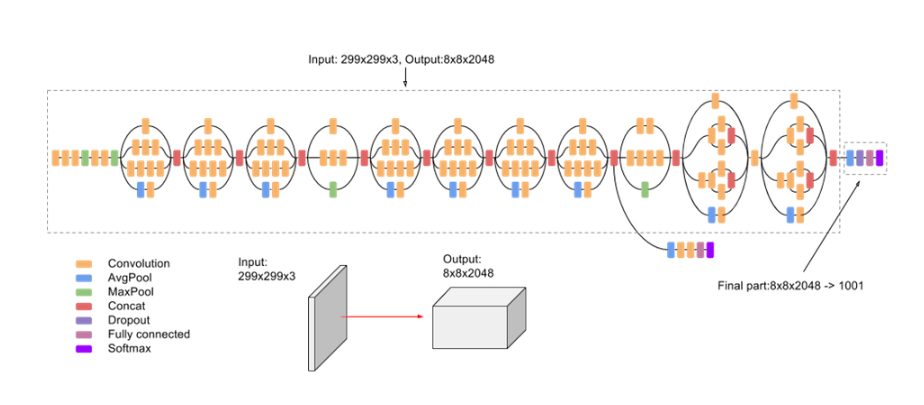 Input: 299x299x3, Output:8x8x2048
Convolution
AvgPool
MaxPool
Concat
Dropout
Fully connected
Softmax
Input:
299x299x3
Output:
8x8x2048
Final part:8x8x2048 -> 1001